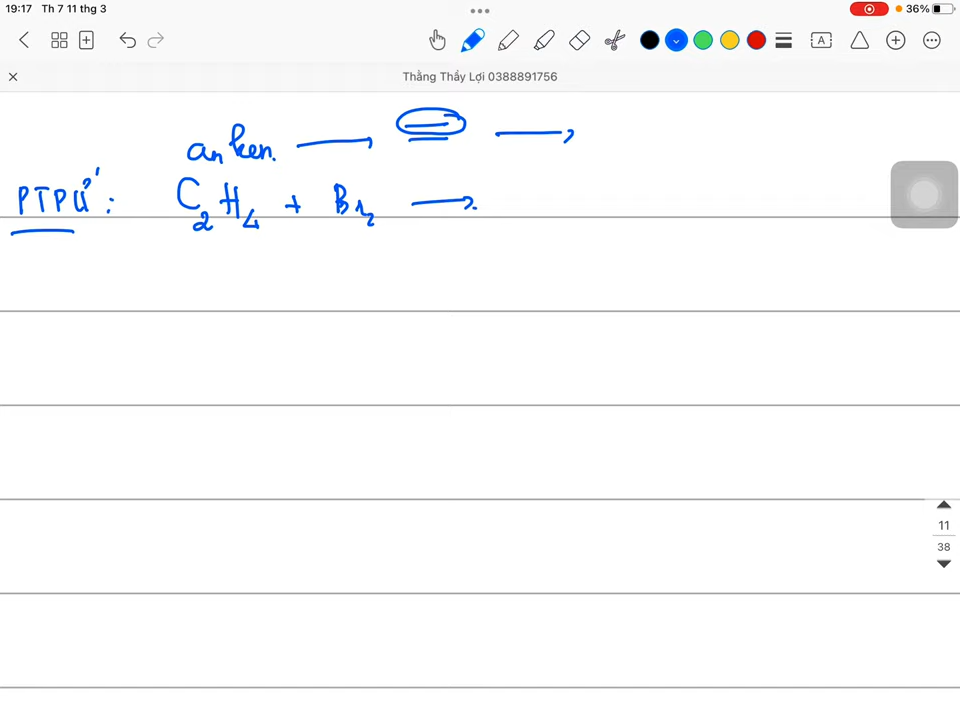 19:17 Th 7 11 thg 3
36%
A
Thằng Thầy Lợi 0388891756
anken. ⟶ = ⟶
PTPƯ: C₂H₄ + Br₂ ⟶
11
38